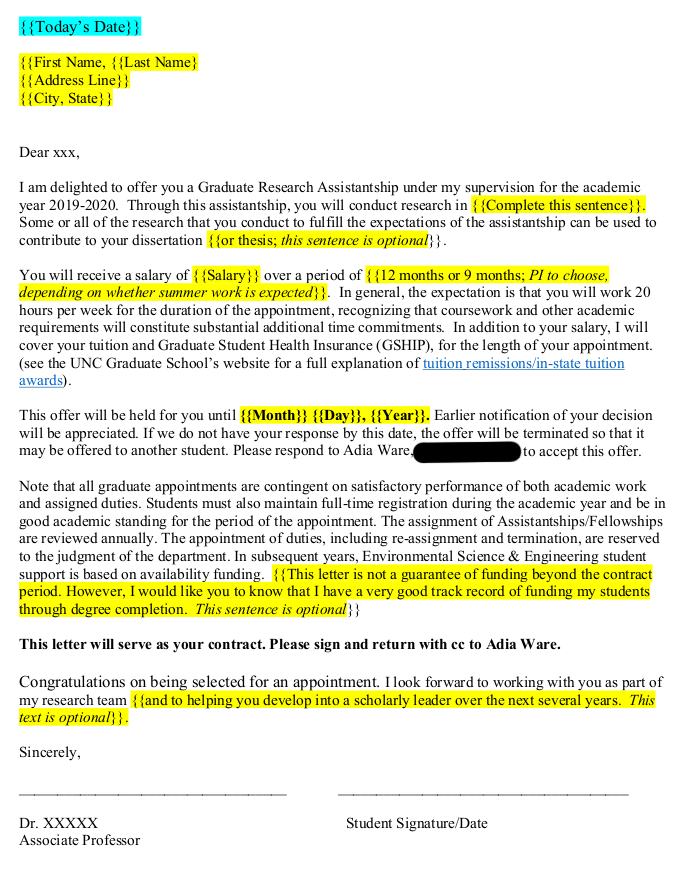 {{Today's Date}}
{{First Name, {{Last Name}
{{Address Line}}
{{City, State}}
Dear xxx,
I am delighted to offer you a Graduate Research Assistantship under my supervision for the academic
year 2019-2020.  Through this assistantship, you will conduct research in {{Complete this sentence}}.
Some or all of the research that you conduct to fulfill the expectations of the assistantship can be used to
contribute to your dissertation {{or thesis; this sentence is optional}}.
You will receive a salary of {{Salary}} over a period of {{12 months or 9 months; PI to choose,
depending on whether summer work is expected}}.  In general, the expectation is that you will work 20
hours per week for the duration of the appointment, recognizing that coursework and other academic
requirements will constitute substantial additional time commitments.  In addition to your salary, I will
cover your tuition and Graduate Student Health Insurance (GSHIP), for the length of your appointment.
(see the UNC Graduate School's website for a full explanation of tuition remissions/in-state tuition
awards).
This offer will be held for you until {{Month}} {{Day}}, {{Year}}. Earlier notification of your decision
will be appreciated. If we do not have your response by this date, the offer will be terminated so that it
may be offered to another student. Please respond to Adia Ware, to accept this offer.
Note that all graduate appointments are contingent on satisfactory performance of both academic work
and assigned duties. Students must also maintain full-time registration during the academic year and be in
good academic standing for the period of the appointment. The assignment of Assistantships/Fellowships
are reviewed annually. The appointment of duties, including re-assignment and termination, are reserved
to the judgment of the department. In subsequent years, Environmental Science & Engineering student
support is based on availability funding.  {{This letter is not a guarantee of funding beyond the contract
period. However, I would like you to know that I have a very good track record of funding my students
through degree completion.  This sentence is optional}}
This letter will serve as your contract. Please sign and return with cc to Adia Ware.
Congratulations on being selected for an appointment. I look forward to working with you as part of
my research team {{and to helping you develop into a scholarly leader over the next several years.  This
text is optional}}.
Sincerely,
Dr. XXXXX Student Signature/Date
Associate Professor